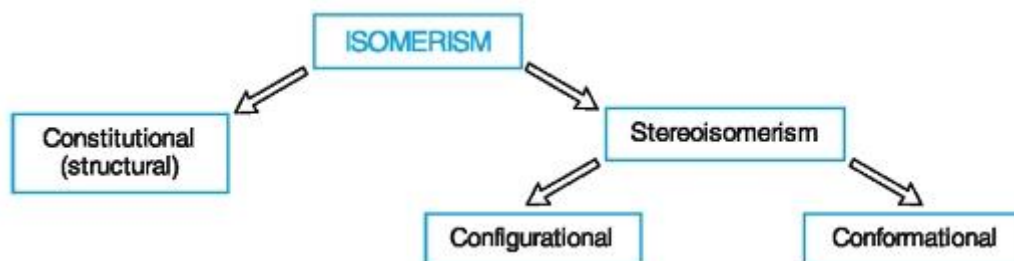 ISOMERISM
Constitutional
(structural)
Stereoisomerism
Configurational
Conformational